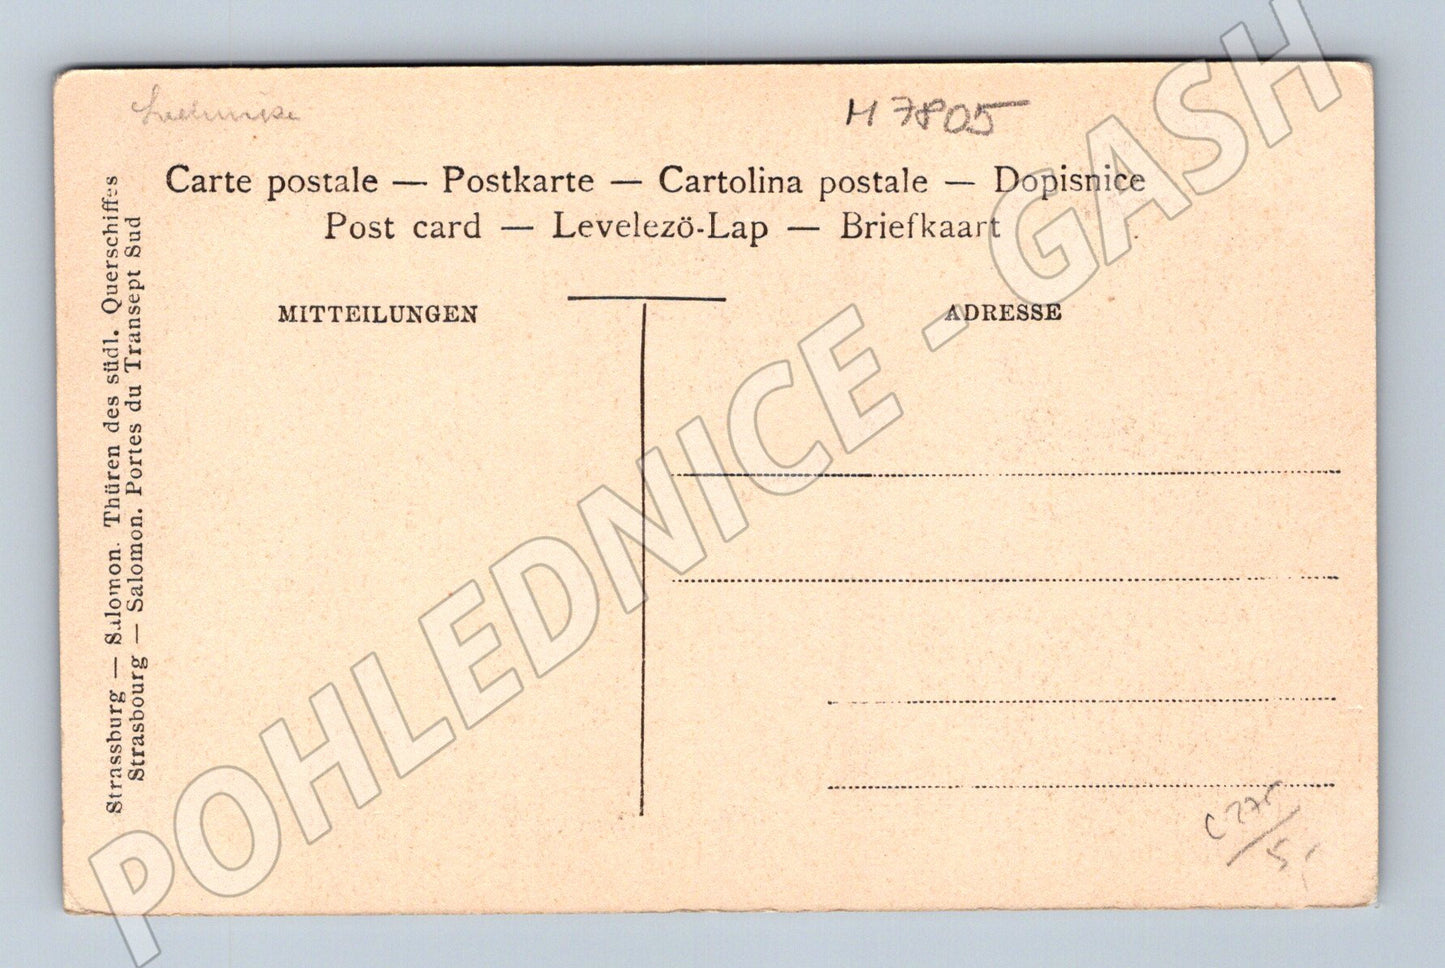 M 7805
Carte postale — Postkarte — Cartolina postale — Dopisnice
Post card — Levelezö-Lap — Briefkaart
MITTEILUNGEN
ADRESSE
Strassburg — Salomon. Thüren des südl. Querschiffes
Strasbourg — Salomon. Portes du Transept Sud
POHLEDNICE - GASH